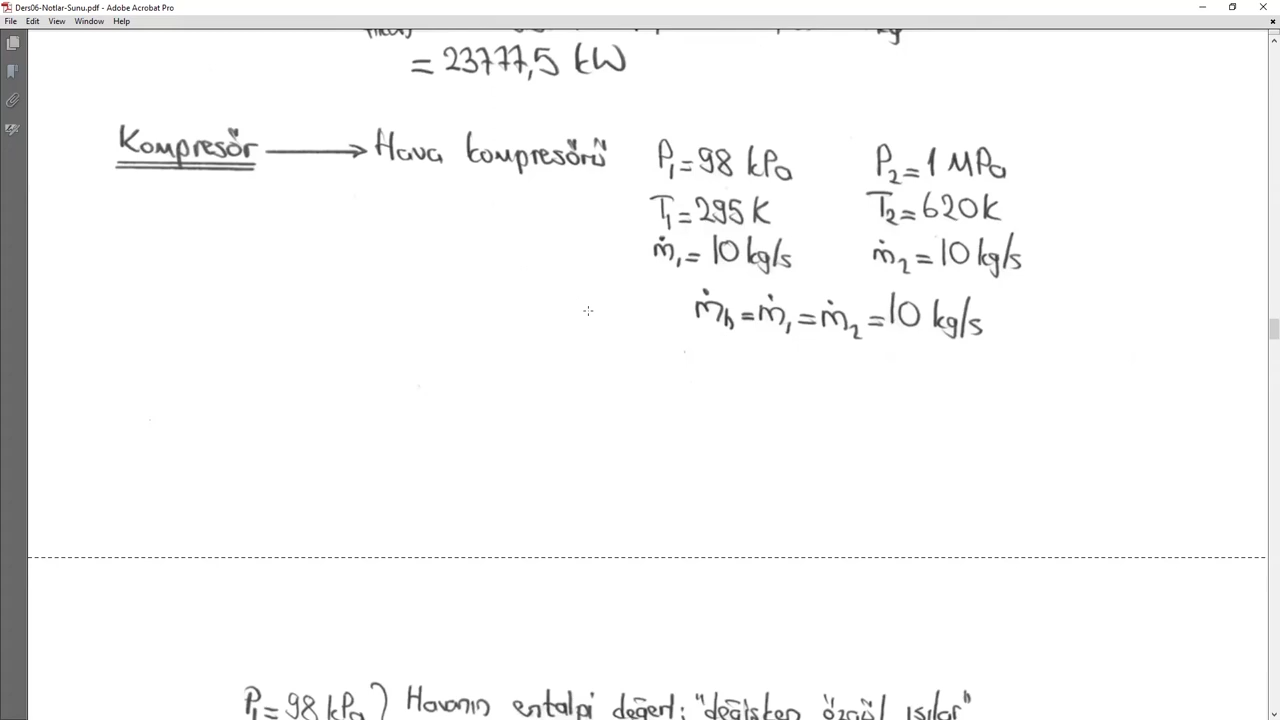 Ders06-Notlar-Sunu.pdf - Adobe Acrobat Pro
File Edit View Window Help
= 23777,5 kW
Kompresör → Hava kompresörü P₁=98 kPa P₂=1 MPa
T₁=295 K T₂=620 K
ṁ₁=10 kg/s ṁ₂=10 kg/s
ṁₕ=ṁ₁=ṁ₂=10 kg/s
P₁=98 kPa) Havanın entalpi değeri: "değişken özgül ısılar"